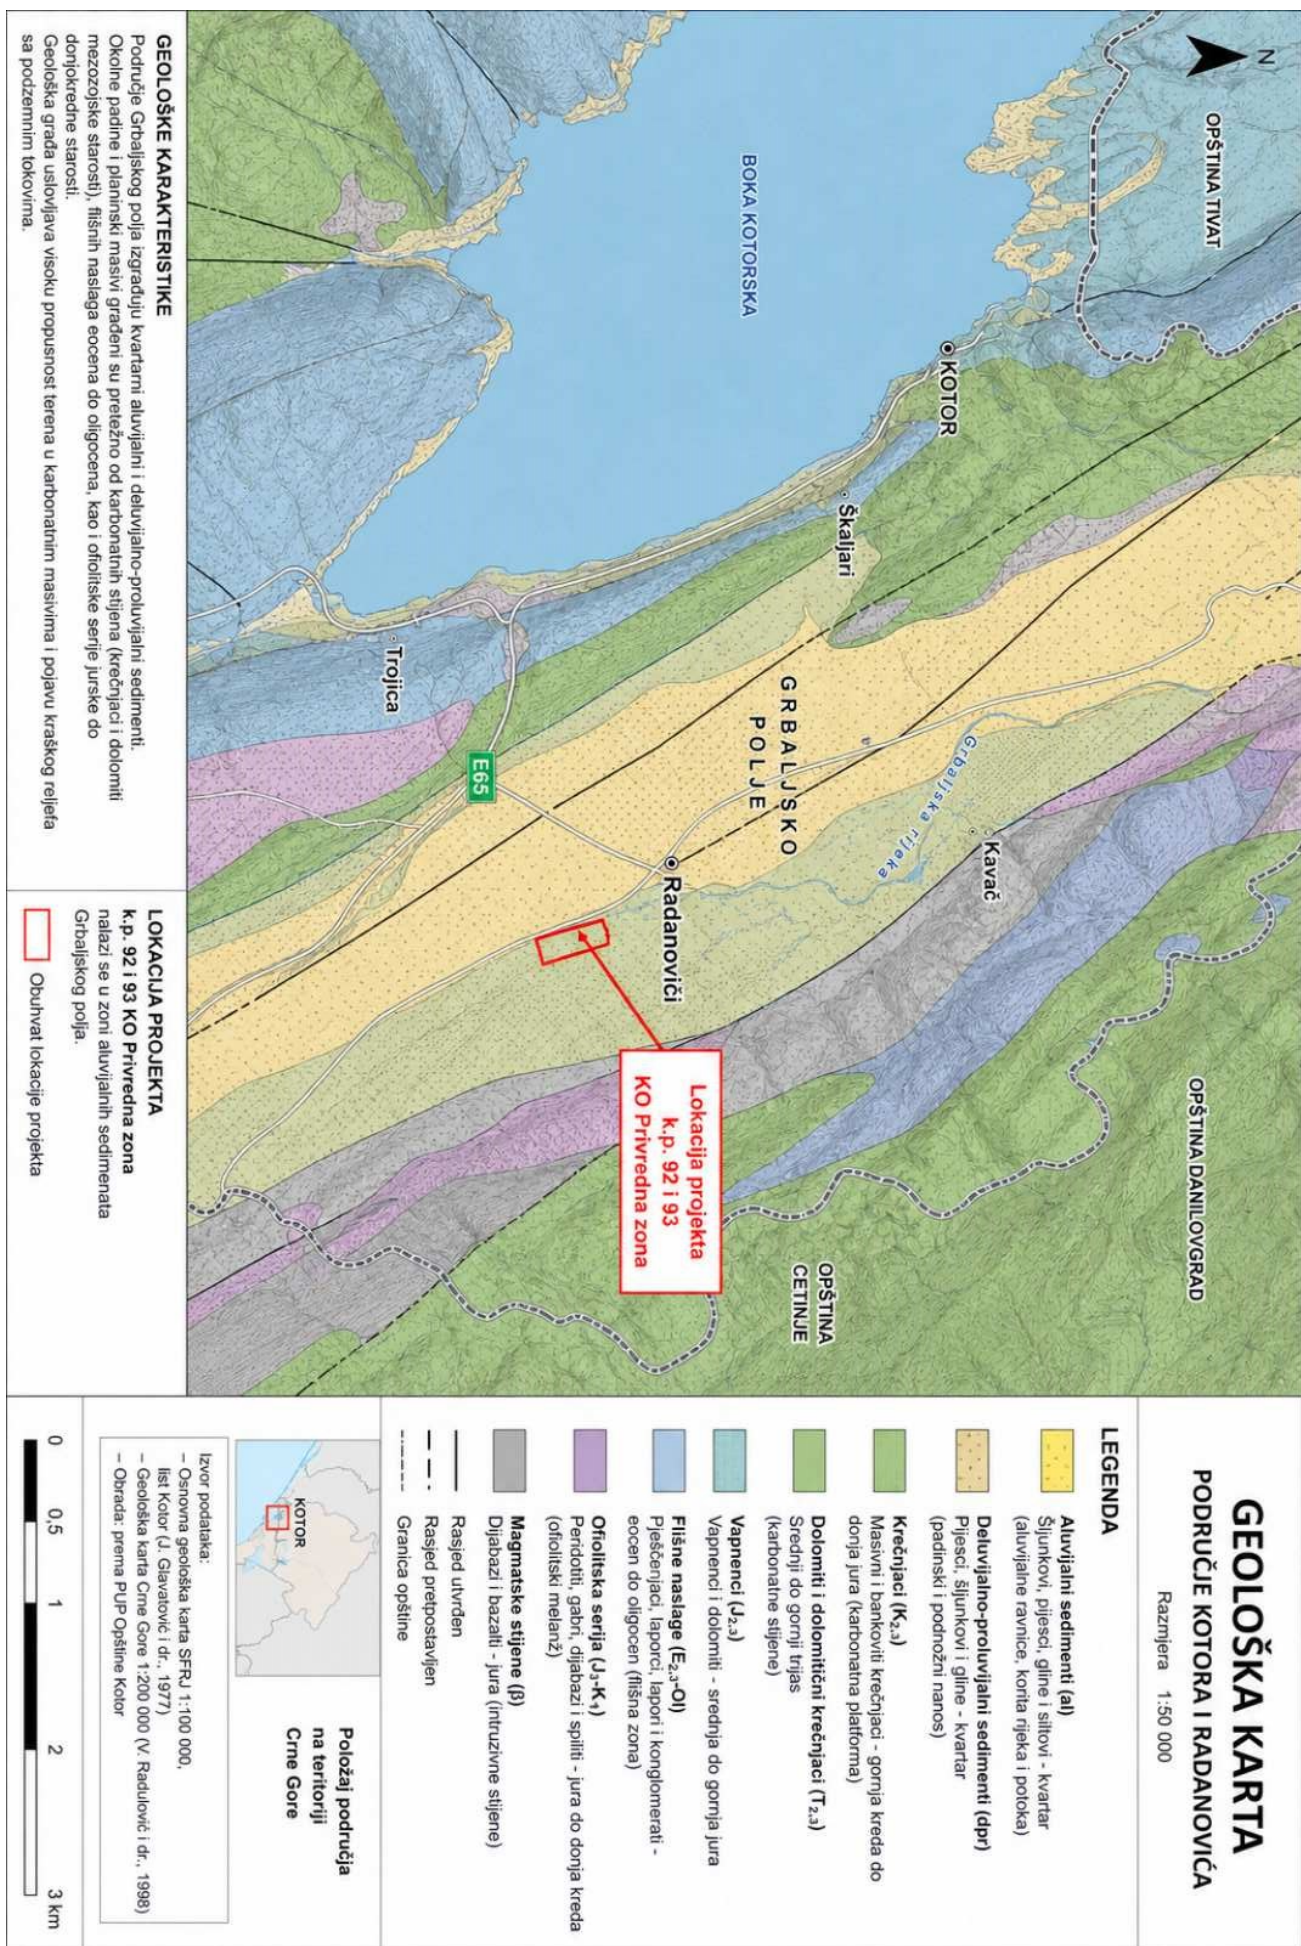 GEOLOŠKA KARTA
PODRUČJE KOTORA I RADANOVIĆA
Razmjera 1:50 000
N
OPŠTINA TIVAT
BOKA KOTORSKA
KOTOR
Škaljari
Trojica
E65
GRBALJSKO
POLJE
Grbaljska rijeka
Kavač
Radanoviči
OPŠTINA DANILOVGRAD
OPŠTINA
CETINJE
Lokacija projekta
k.p. 92 i 93
KO Privredna zona
LEGENDA
Aluvijalni sedimenti (al)
Šljunkovi, pijesci, gline i siltovi - kvartar
(aluvijalne ravnice, korita rijeka i potoka)
Deluvijalno-proluvijalni sedimenti (dpr)
Pijesci, šljunkovi i gline - kvartar
(padinski i podnožni nanos)
Krečnjaci (K2,3)
Masivni i bankoviti krečnjaci - gornja kreda do
donja jura (karbonatna platforma)
Dolomiti i dolomitični krečnjaci (T2,3)
Srednji do gornji trijas
(karbonatne stijene)
Vapnenci (J2,3)
Vapnenci i dolomiti - srednja do gornja jura
Flišne naslage (E2,3-Ol)
Pješčenjaci, laporci, lapori i konglomerati -
eocen do oligocen (flišna zona)
Ofiolitska serija (J3-K1)
Peridotiti, gabri, dijabazi i spiliti - jura do donja kreda
(ofiolitski melanž)
Magmatske stijene (β)
Dijabazi i bazalti - jura (intruzivne stijene)
Rasjed utvrđen
Rasjed pretpostavljen
Granica opštine
KOTOR
Položaj područja
na teritoriji
Crne Gore
Izvor podataka:
– Osnovna geološka karta SFRJ 1:100 000,
list Kotor (J. Glavatović i dr., 1977)
– Geološka karta Crne Gore 1:200 000 (V. Radulović i dr., 1998)
– Obrada: prema PUP Opštine Kotor
0 0,5 1 2 3 km
GEOLOŠKE KARAKTERISTIKE
Područje Grbaljskog polja izgrađuju kvartarni aluvijalni i deluvijalno-proluvijalni sedimenti.
Okolne padine i planinski masivi građeni su pretežno od karbonatnih stijena (krečnjaci i dolomiti
mezozojske starosti), flišnih naslaga eocena do oligocena, kao i ofiolitske serije jurske do
donjokredne starosti.
Geološka građa uslovljava visoku propusnost terena u karbonatnim masivima i pojavu kraškog reljefa
sa podzemnim tokovima.
LOKACIJA PROJEKTA
k.p. 92 i 93 KO Privredna zona
nalazi se u zoni aluvijalnih sedimenata
Grbaljskog polja.
Obuhvat lokacije projekta